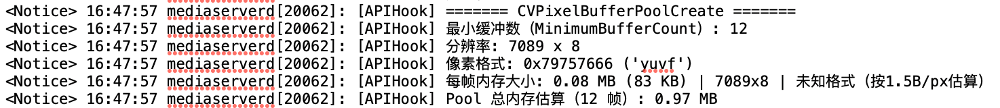 <Notice> 16:47:57 mediaserverd[20062]: [APIHook] ======= CVPixelBufferPoolCreate =======
<Notice> 16:47:57 mediaserverd[20062]: [APIHook] 最小缓冲数（MinimumBufferCount）: 12
<Notice> 16:47:57 mediaserverd[20062]: [APIHook] 分辨率: 7089 x 8
<Notice> 16:47:57 mediaserverd[20062]: [APIHook] 像素格式: 0x79757666 ('yuvf')
<Notice> 16:47:57 mediaserverd[20062]: [APIHook] 每帧内存大小: 0.08 MB (83 KB) | 7089x8 | 未知格式（按1.5B/px估算）
<Notice> 16:47:57 mediaserverd[20062]: [APIHook] Pool 总内存估算（12 帧）: 0.97 MB